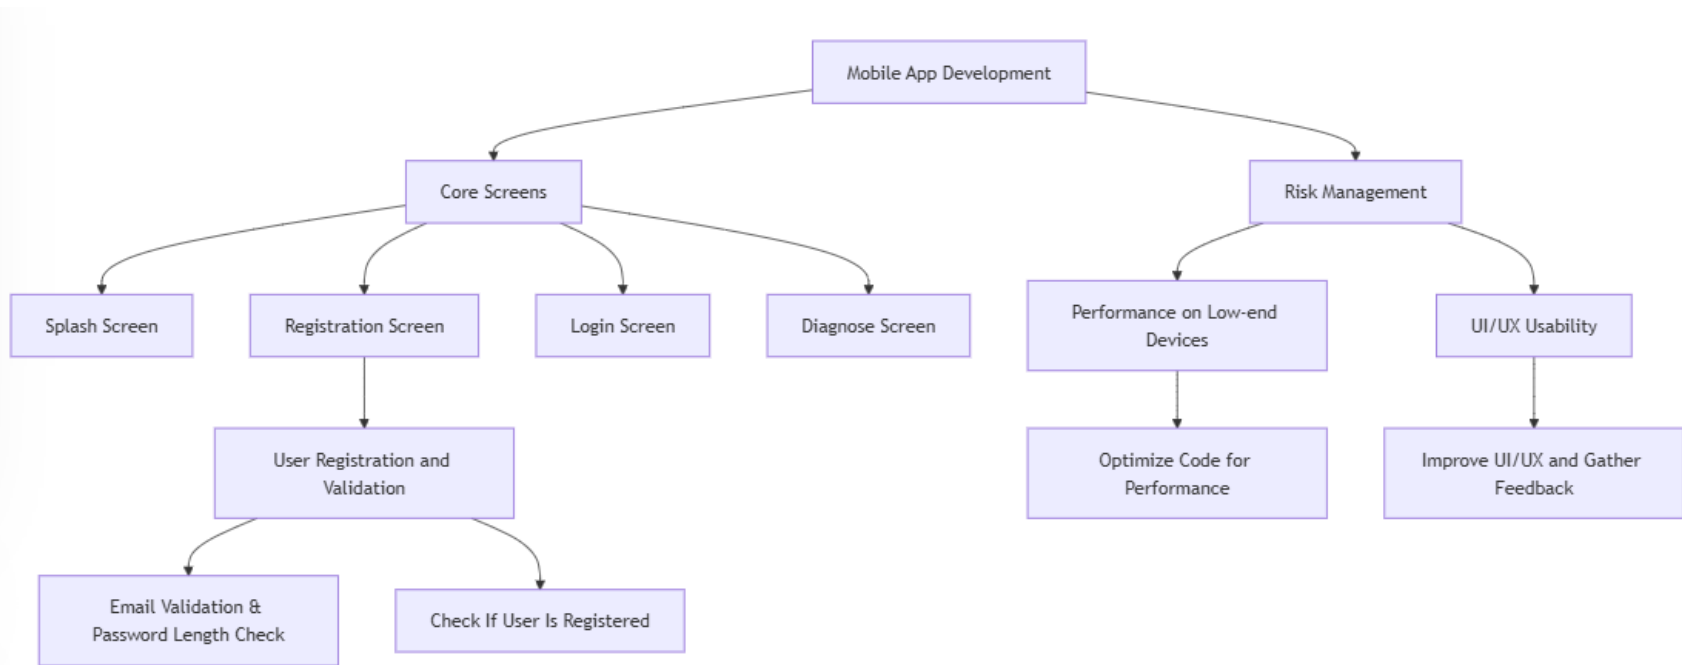 Mobile App Development
Core Screens
Risk Management
Splash Screen
Registration Screen
Login Screen
Diagnose Screen
Performance on Low-end
Devices
UI/UX Usability
User Registration and
Validation
Optimize Code for
Performance
Improve UI/UX and Gather
Feedback
Email Validation &
Password Length Check
Check If User Is Registered